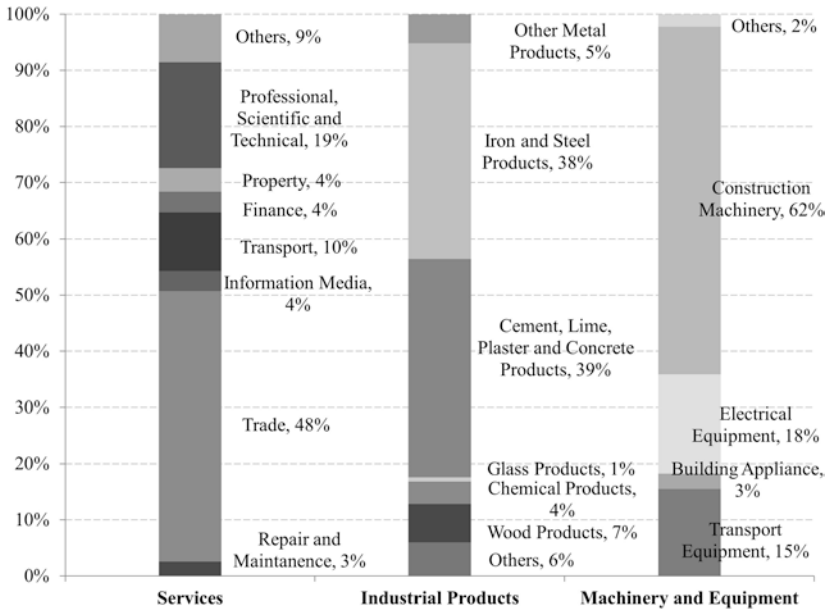 100%
90%
80%
70%
60%
50%
40%
30%
20%
10%
0%
Others, 9%
Professional,
Scientific and
Technical, 19%
Property, 4%
Finance, 4%
Transport, 10%
Information Media,
4%
Trade, 48%
Repair and
Maintanence, 3%
Services
Other Metal
Products, 5%
Iron and Steel
Products, 38%
Cement, Lime,
Plaster and Concrete
Products, 39%
Glass Products, 1%
Chemical Products,
4%
Wood Products, 7%
Others, 6%
Industrial Products
Others, 2%
Construction
Machinery, 62%
Electrical
Equipment, 18%
Building Appliance,
3%
Transport
Equipment, 15%
Machinery and Equipment